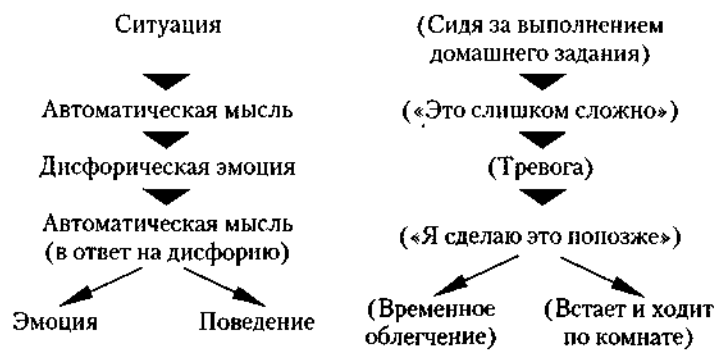 Ситуация
Автоматическая мысль
Дисфорическая эмоция
Автоматическая мысль
(в ответ на дисфорию)
Эмоция
Поведение
(Сидя за выполнением
домашнего задания)
(«Это слишком сложно»)
(Тревога)
(«Я сделаю это попозже»)
(Временное
облегчение)
(Встает и ходит
по комнате)